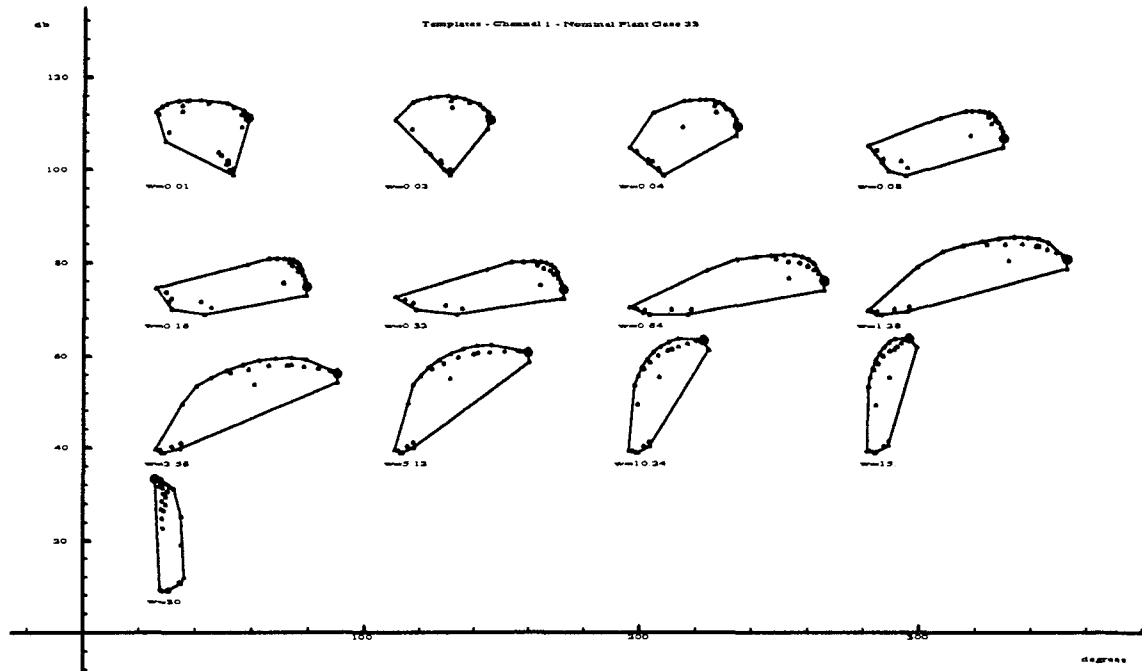 db
Templates - Channel 1 - Nominal Plant Case 33
120
100
w=0.01
w=0.02
w=0.04
w=0.08
80
w=0.16
w=0.32
w=0.64
w=1.28
60
40
w=2.56
w=5.12
w=10.24
w=15
20
w=30
100
200
300
degrees